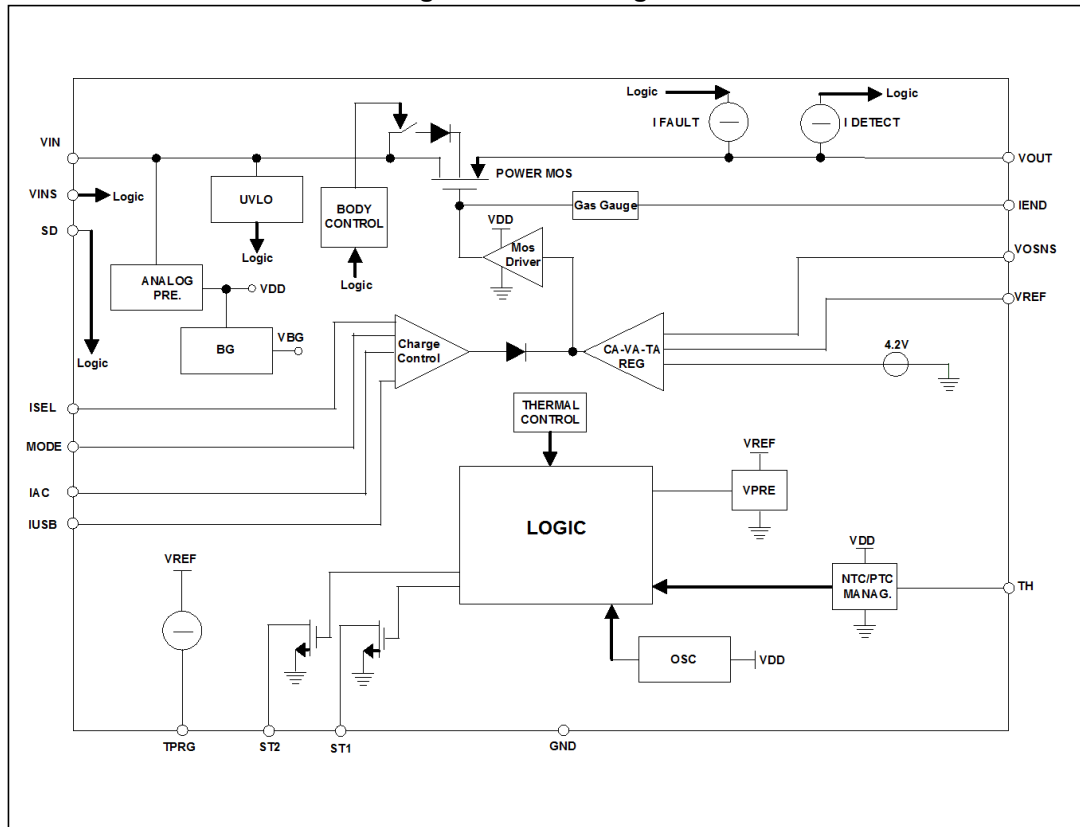 Logic
Logic
I FAULT
I DETECT
VIN
VOUT
POWER MOS
VINS
Logic
UVLO
BODY
CONTROL
Gas Gauge
IEND
SD
VDD
Mos
Driver
VOSNS
Logic
ANALOG
PRE.
VDD
Logic
VREF
BG
VBG
Charge
Control
CA-VA-TA
REG
4.2V
Logic
ISEL
THERMAL
CONTROL
MODE
VREF
IAC
VPRE
IUSB
LOGIC
VDD
VREF
NTC/PTC
MANAG.
TH
OSC
VDD
TPRG
ST2
ST1
GND